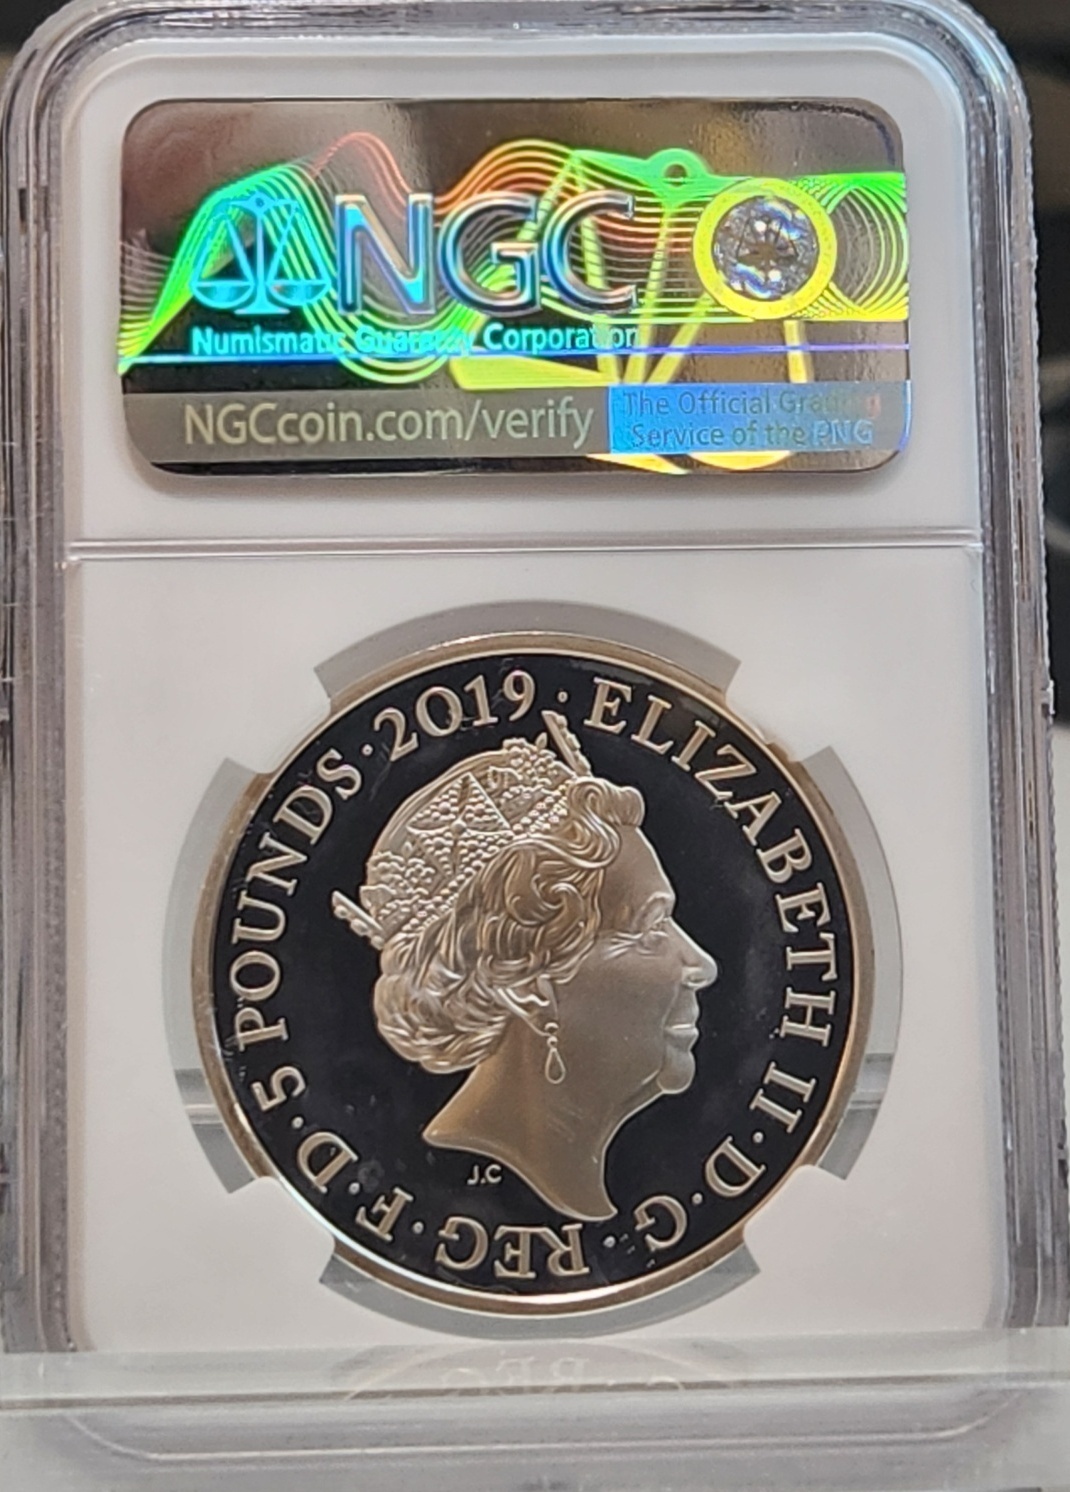 NGC
Numismatic Guaranty Corporation
NGCcoin.com/verify
The Official Grading
Service of the PNG
ELIZABETH II · D · G · REG · F · D · 5 POUNDS · 2019 ·
J.C